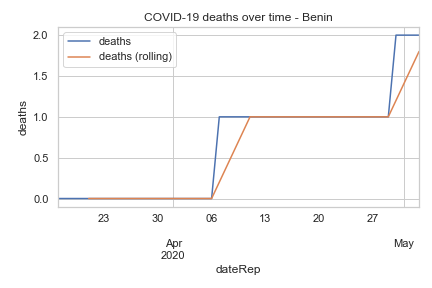 COVID-19 deaths over time - Benin
deaths
deaths (rolling)
deaths
2.0
1.5
1.0
0.5
0.0
23 30 06 13 20 27
Apr May
2020
dateRep